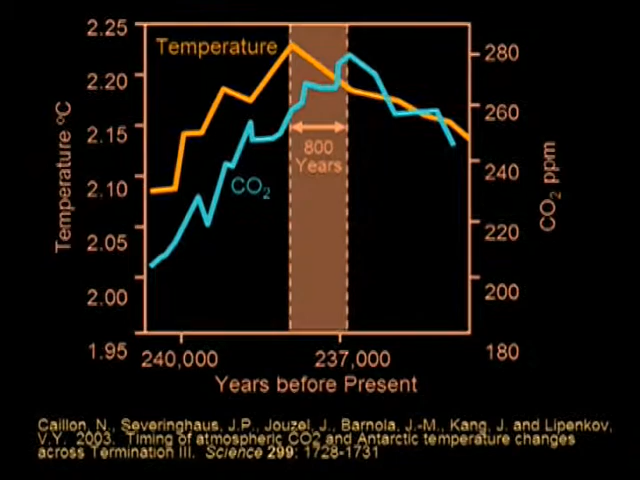 2.25
2.20
2.15
2.10
2.05
2.00
1.95
Temperature ºC
Temperature
CO2
800
Years
280
260
240
220
200
180
CO2 ppm
240,000
237,000
Years before Present
Caillon, N., Severinghaus, J.P., Jouzel, J., Barnola, J.-M., Kang, J. and Lipenkov,
V.Y. 2003. Timing of atmospheric CO2 and Antarctic temperature changes
across Termination III. Science 299: 1728-1731